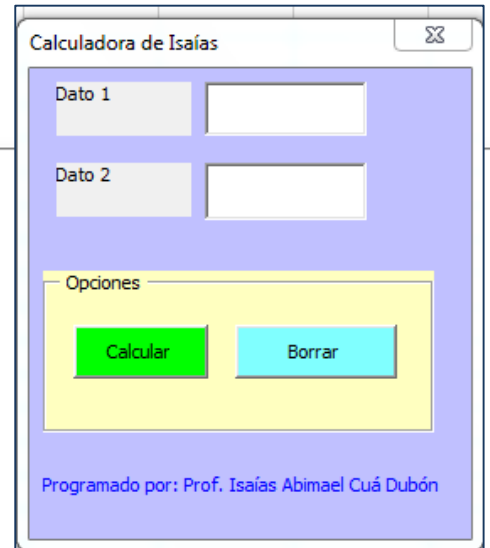 Calculadora de Isaías
Dato 1
Dato 2
Opciones
Calcular Borrar
Programado por: Prof. Isaías Abimael Cuá Dubón